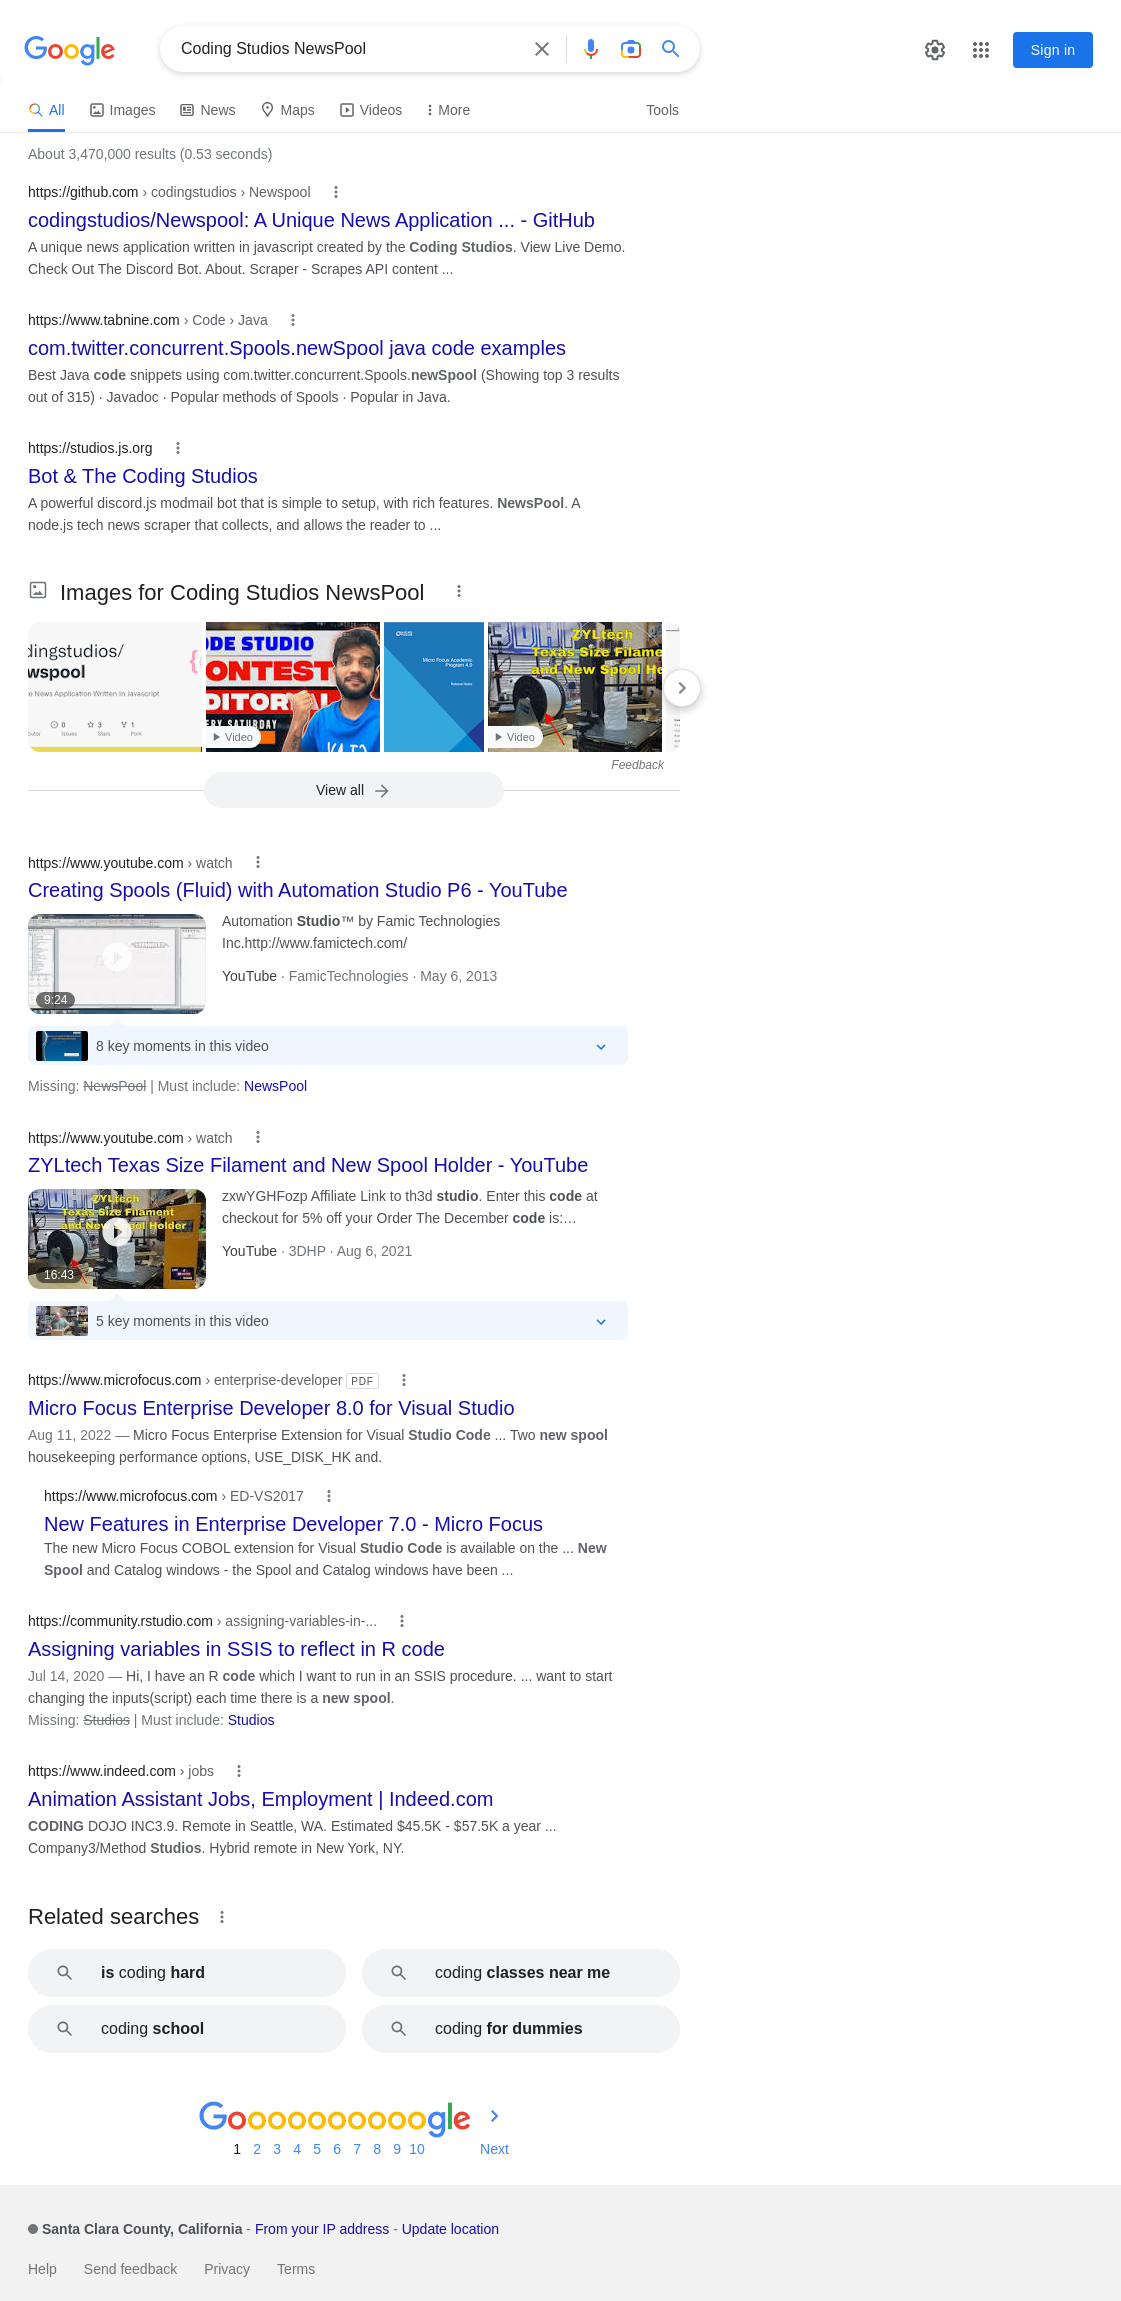 Google
Coding Studios NewsPool
Sign in
All
Images
News
Maps
Videos
More
Tools
About 3,470,000 results (0.53 seconds)
https://github.com › codingstudios › Newspool
codingstudios/Newspool: A Unique News Application ... - GitHub
A unique news application written in javascript created by the Coding Studios. View Live Demo.
Check Out The Discord Bot. About. Scraper - Scrapes API content ...
https://www.tabnine.com › Code › Java
com.twitter.concurrent.Spools.newSpool java code examples
Best Java code snippets using com.twitter.concurrent.Spools.newSpool (Showing top 3 results
out of 315) · Javadoc · Popular methods of Spools · Popular in Java.
https://studios.js.org
Bot & The Coding Studios
A powerful discord.js modmail bot that is simple to setup, with rich features. NewsPool. A
node.js tech news scraper that collects, and allows the reader to ...
Images for Coding Studios NewsPool
dingstudios/
wspool
e News Application Written In Javascript
0
3
1
Issues
Stars
Fork
DE STUDIO
ONTEST
DITORIAL
ERY SATURDAY
Video
Micro Focus Academic
Program 4.0
Release Notes
ZYLtech
Texas Size Filame
and New Spool Ho
Video
Feedback
View all
https://www.youtube.com › watch
Creating Spools (Fluid) with Automation Studio P6 - YouTube
9:24
Automation Studio™ by Famic Technologies
Inc.http://www.famictech.com/
YouTube · FamicTechnologies · May 6, 2013
8 key moments in this video
Missing: NewsPool | Must include: NewsPool
https://www.youtube.com › watch
ZYLtech Texas Size Filament and New Spool Holder - YouTube
ZYLtech
Texas Size Filament
and New Spool Holder
16:43
zxwYGHFozp Affiliate Link to th3d studio. Enter this code at
checkout for 5% off your Order The December code is:…
YouTube · 3DHP · Aug 6, 2021
5 key moments in this video
https://www.microfocus.com › enterprise-developer PDF
Micro Focus Enterprise Developer 8.0 for Visual Studio
Aug 11, 2022 — Micro Focus Enterprise Extension for Visual Studio Code ... Two new spool
housekeeping performance options, USE_DISK_HK and.
https://www.microfocus.com › ED-VS2017
New Features in Enterprise Developer 7.0 - Micro Focus
The new Micro Focus COBOL extension for Visual Studio Code is available on the ... New
Spool and Catalog windows - the Spool and Catalog windows have been ...
https://community.rstudio.com › assigning-variables-in-...
Assigning variables in SSIS to reflect in R code
Jul 14, 2020 — Hi, I have an R code which I want to run in an SSIS procedure. ... want to start
changing the inputs(script) each time there is a new spool.
Missing: Studios | Must include: Studios
https://www.indeed.com › jobs
Animation Assistant Jobs, Employment | Indeed.com
CODING DOJO INC3.9. Remote in Seattle, WA. Estimated $45.5K - $57.5K a year ...
Company3/Method Studios. Hybrid remote in New York, NY.
Related searches
is coding hard
coding classes near me
coding school
coding for dummies
Goooooooooogle
1 2 3 4 5 6 7 8 9 10 Next
Santa Clara County, California - From your IP address - Update location
Help
Send feedback
Privacy
Terms